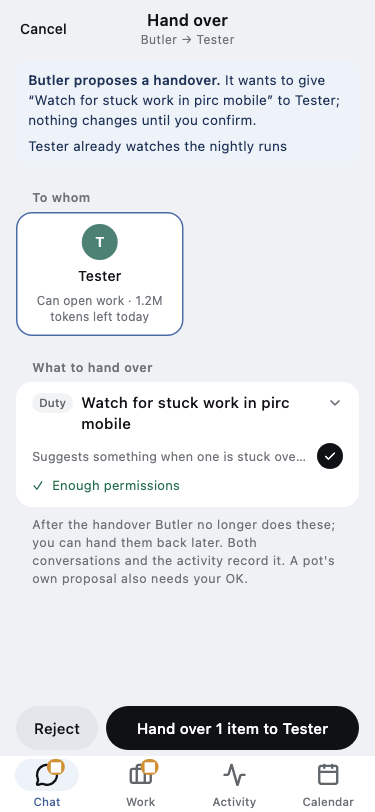 Cancel
Hand over
Butler → Tester
Butler proposes a handover. It wants to give
“Watch for stuck work in pirc mobile” to Tester;
nothing changes until you confirm.
Tester already watches the nightly runs
To whom
T
Tester
Can open work · 1.2M
tokens left today
What to hand over
Duty
Watch for stuck work in pirc
mobile
Suggests something when one is stuck ove…
Enough permissions
After the handover Butler no longer does these;
you can hand them back later. Both
conversations and the activity record it. A pot's
own proposal also needs your OK.
Reject
Hand over 1 item to Tester
Chat
Work
Activity
Calendar